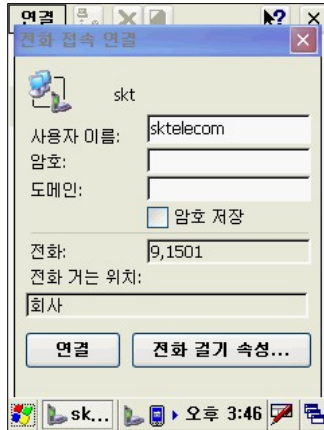 연결
전화 접속 연결
skt
사용자 이름: sktelecom
암호:
도메인:
암호 저장
전화: 9,1501
전화 거는 위치:
회사
연결 전화 걸기 속성...
sk... 오후 3:46